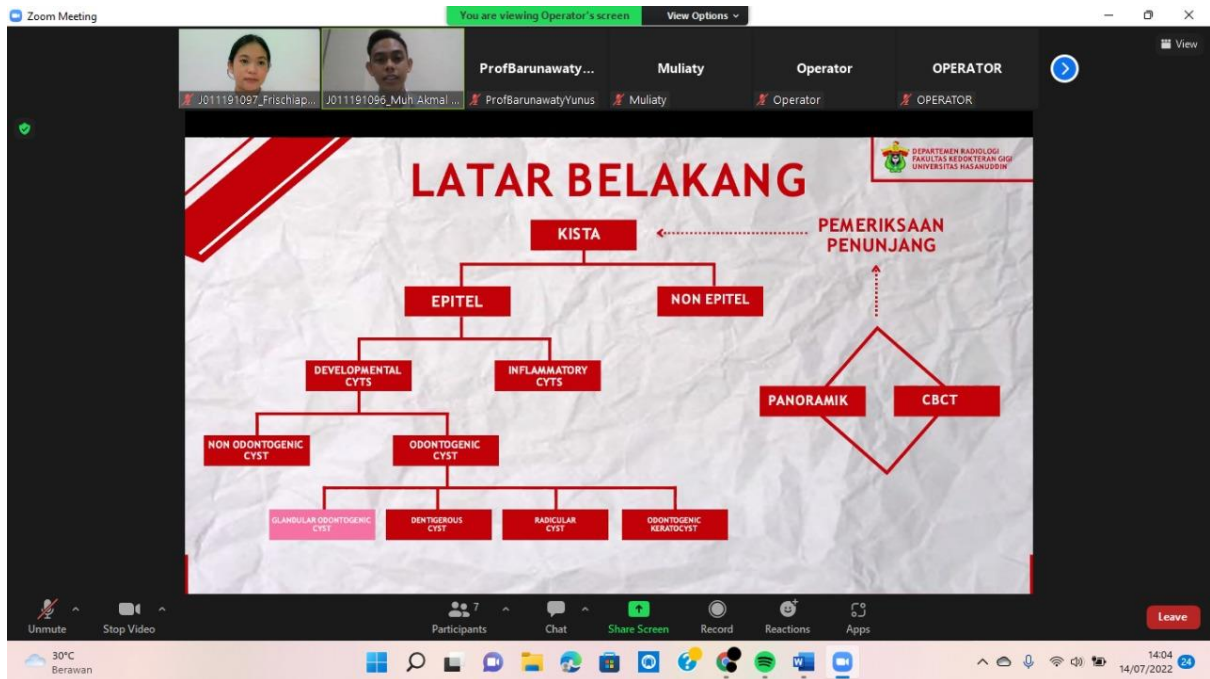 Zoom Meeting
You are viewing Operator's screen
View Options
View
ProfBarunawaty...
Muliaty
Operator
OPERATOR
J011191097_Frischiap...
J011191096_Muh Akmal ...
ProfBarunawatyYunus
Muliaty
Operator
OPERATOR
DEPARTEMEN RADIOLOGI
FAKULTAS KEDOKTERAN GIGI
UNIVERSITAS HASANUDDIN
LATAR BELAKANG
KISTA
PEMERIKSAAN
PENUNJANG
EPITEL
NON EPITEL
DEVELOPMENTAL
CYTS
INFLAMMATORY
CYTS
PANORAMIK
CBCT
NON ODONTOGENIC
CYST
ODONTOGENIC
CYST
GLANDULAR ODONTOGENIC
CYST
DENTIGEROUS
CYST
RADICULAR
CYST
ODONTOGENIC
KERATOCYST
Unmute
Stop Video
7
Participants
Chat
Share Screen
Record
Reactions
Apps
Leave
30°C
Berawan
14:04
14/07/2022
24